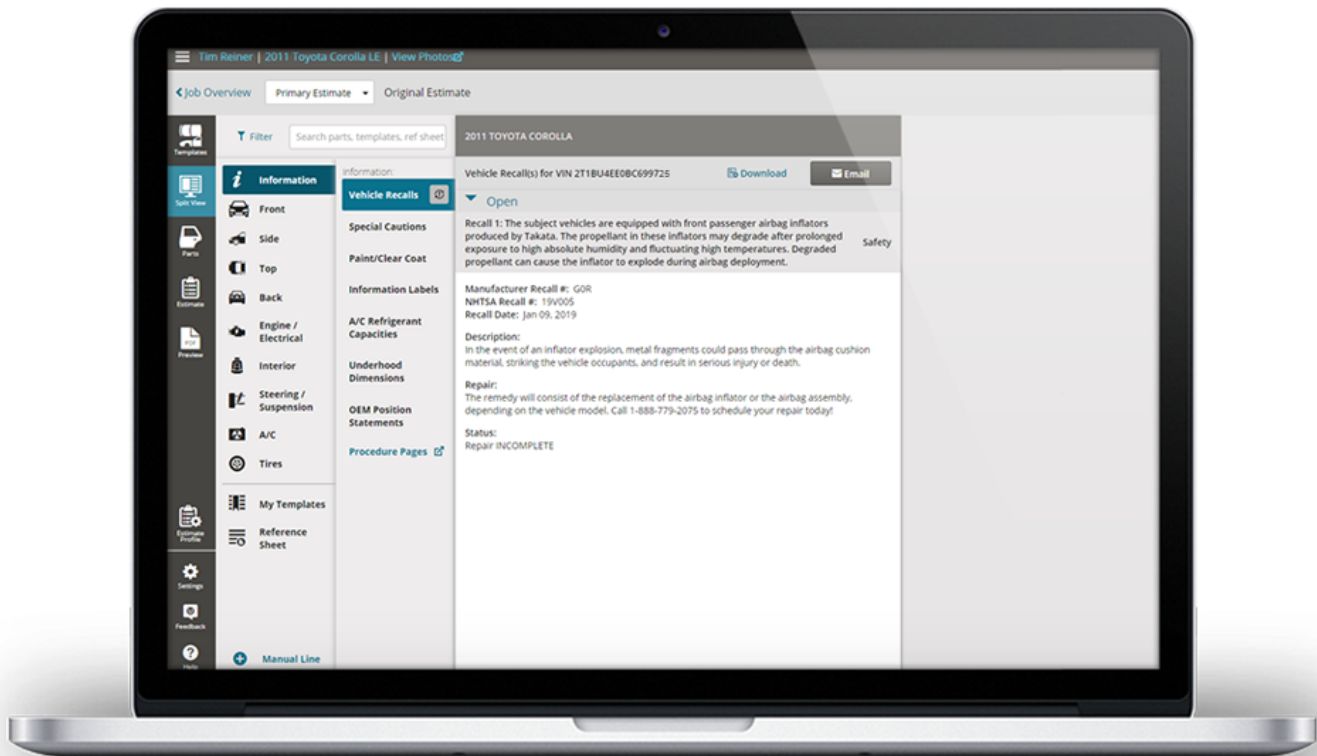 Tim Reiner | 2011 Toyota Corolla LE | View Photos
Job Overview
Primary Estimate
Original Estimate
Templates
Split View
Parts
Estimate
PDF
Preview
Estimate
Profile
Settings
Feedback
Help
Filter
Search parts, templates, ref sheet
Information
Front
Side
Top
Back
Engine /
Electrical
Interior
Steering /
Suspension
A/C
Tires
My Templates
Reference
Sheet
Manual Line
Information:
Vehicle Recalls
Special Cautions
Paint/Clear Coat
Information Labels
A/C Refrigerant
Capacities
Underhood
Dimensions
OEM Position
Statements
Procedure Pages
2011 TOYOTA COROLLA
Vehicle Recall(s) for VIN 2T1BU4EE0BC699725
Download
Email
Open
Recall 1: The subject vehicles are equipped with front passenger airbag inflators
produced by Takata. The propellant in these inflators may degrade after prolonged
exposure to high absolute humidity and fluctuating high temperatures. Degraded
propellant can cause the inflator to explode during airbag deployment.
Safety
Manufacturer Recall #: G0R
NHTSA Recall #: 19V005
Recall Date: Jan 09, 2019
Description:
In the event of an inflator explosion, metal fragments could pass through the airbag cushion
material, striking the vehicle occupants, and result in serious injury or death.
Repair:
The remedy will consist of the replacement of the airbag inflator or the airbag assembly,
depending on the vehicle model. Call 1-888-779-2075 to schedule your repair today!
Status:
Repair INCOMPLETE